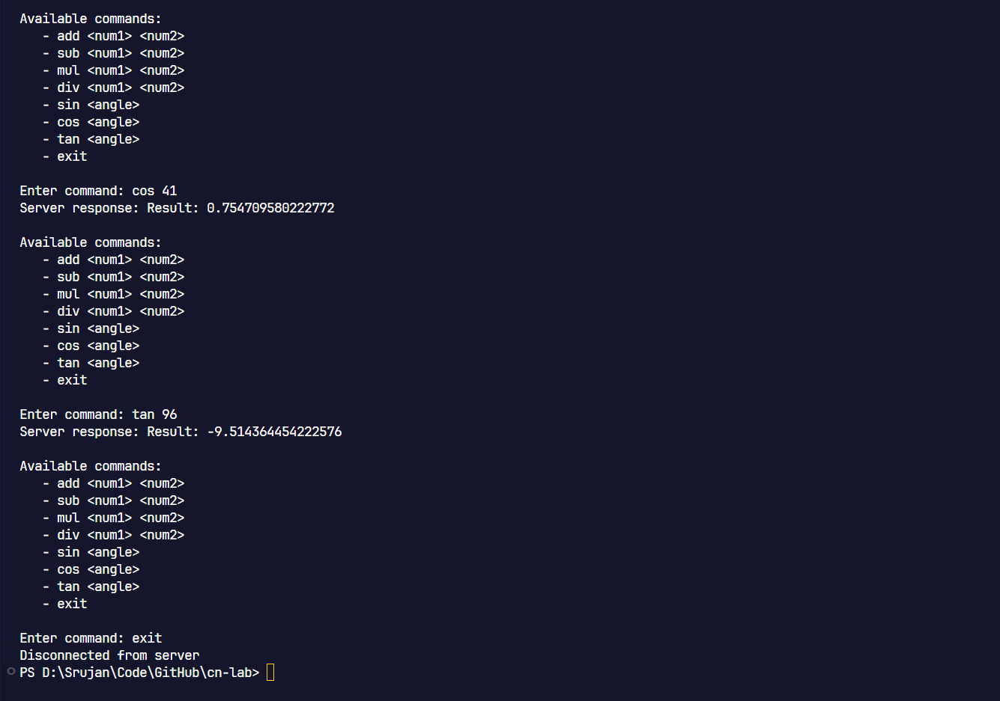 Available commands:
- add <num1> <num2>
- sub <num1> <num2>
- mul <num1> <num2>
- div <num1> <num2>
- sin <angle>
- cos <angle>
- tan <angle>
- exit
Enter command: cos 41
Server response: Result: 0.754709580222772
Available commands:
- add <num1> <num2>
- sub <num1> <num2>
- mul <num1> <num2>
- div <num1> <num2>
- sin <angle>
- cos <angle>
- tan <angle>
- exit
Enter command: tan 96
Server response: Result: -9.514364454222576
Available commands:
- add <num1> <num2>
- sub <num1> <num2>
- mul <num1> <num2>
- div <num1> <num2>
- sin <angle>
- cos <angle>
- tan <angle>
- exit
Enter command: exit
Disconnected from server
PS D:\Srujan\Code\GitHub\cn-lab>